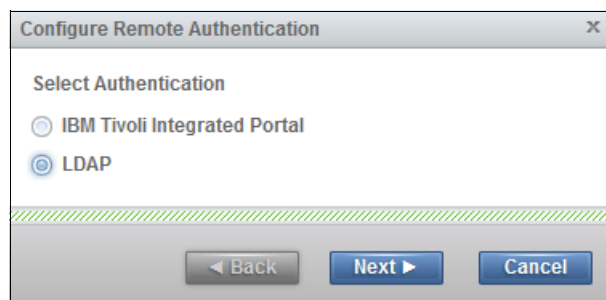 Configure Remote Authentication x
Select Authentication
IBM Tivoli Integrated Portal
LDAP
◄ Back Next ► Cancel